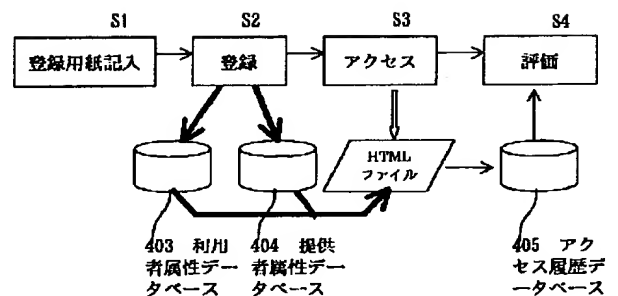 S1 S2 S3 S4
登録用紙記入 登録 アクセス 評価
HTML
ファイル
403 利用
者属性デー
タベース
404 提供
者属性デー
タベース
405 アク
セス履歴デ
ータベース